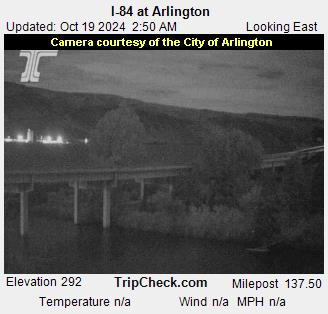 I-84 at Arlington
Updated: Oct 19 2024 2:50 AM Looking East
Camera courtesy of the City of Arlington
Elevation 292 TripCheck.com Milepost 137.50
Temperature n/a Wind n/a MPH n/a